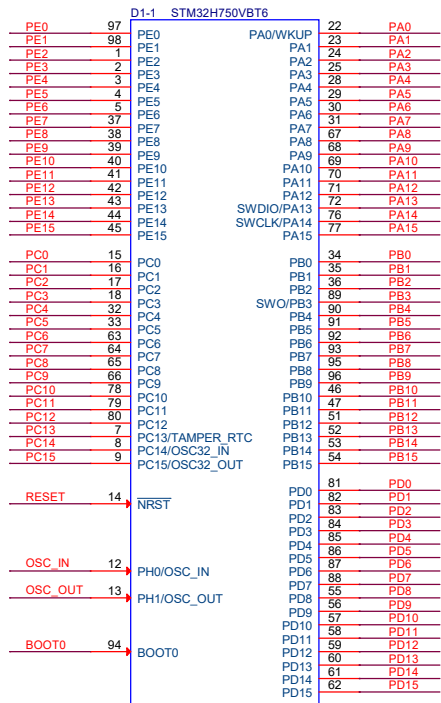 D1-1 STM32H750VBT6
PE0 97 PE0 PA0/WKUP 22 PA0
PE1 98 PE1 PA1 23 PA1
PE2 1 PE2 PA2 24 PA2
PE3 2 PE3 PA3 25 PA3
PE4 3 PE4 PA4 28 PA4
PE5 4 PE5 PA5 29 PA5
PE6 5 PE6 PA6 30 PA6
PE7 37 PE7 PA7 31 PA7
PE8 38 PE8 PA8 67 PA8
PE9 39 PE9 PA9 68 PA9
PE10 40 PE10 PA10 69 PA10
PE11 41 PE11 PA11 70 PA11
PE12 42 PE12 PA12 71 PA12
PE13 43 PE13 SWDIO/PA13 72 PA13
PE14 44 PE14 SWCLK/PA14 76 PA14
PE15 45 PE15 PA15 77 PA15
PC0 15 PC0 PB0 34 PB0
PC1 16 PC1 PB1 35 PB1
PC2 17 PC2 PB2 36 PB2
PC3 18 PC3 SWO/PB3 89 PB3
PC4 32 PC4 PB4 90 PB4
PC5 33 PC5 PB5 91 PB5
PC6 63 PC6 PB6 92 PB6
PC7 64 PC7 PB7 93 PB7
PC8 65 PC8 PB8 95 PB8
PC9 66 PC9 PB9 96 PB9
PC10 78 PC10 PB10 46 PB10
PC11 79 PC11 PB11 47 PB11
PC12 80 PC12 PB12 51 PB12
PC13 7 PC13/TAMPER_RTC PB13 52 PB13
PC14 8 PC14/OSC32_IN PB14 53 PB14
PC15 9 PC15/OSC32_OUT PB15 54 PB15
PD0 81 PD0
RESET 14 NRST PD1 82 PD1
PD2 83 PD2
PD3 84 PD3
PD4 85 PD4
PD5 86 PD5
OSC_IN 12 PH0/OSC_IN PD6 87 PD6
PD7 88 PD7
OSC_OUT 13 PH1/OSC_OUT PD8 55 PD8
PD9 56 PD9
PD10 57 PD10
PD11 58 PD11
BOOT0 94 BOOT0 PD12 59 PD12
PD13 60 PD13
PD14 61 PD14
PD15 62 PD15